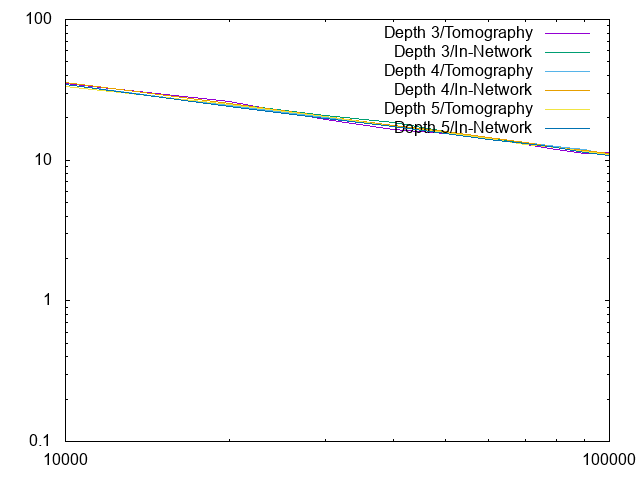 100
10
1
0.1
10000
100000
Depth 3/Tomography
Depth 3/In-Network
Depth 4/Tomography
Depth 4/In-Network
Depth 5/Tomography
Depth 5/In-Network